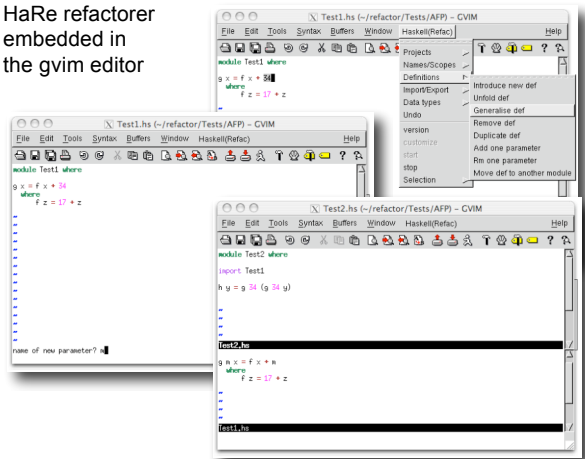 HaRe refactorer
embedded in
the gvim editor
Test1.hs (~/refactor/Tests/AFP) – GVIM
File Edit Tools Syntax Buffers Window Haskell(Refac) Help
module Test1 where
g x = f x + 34
where
f z = 17 + z
Projects
Names/Scopes
Definitions
Import/Export
Data types
Undo
version
customize
start
stop
Selection
Introduce new def
Unfold def
Generalise def
Remove def
Duplicate def
Add one parameter
Rm one parameter
Move def to another module
Test1.hs (~/refactor/Tests/AFP) – GVIM
File Edit Tools Syntax Buffers Window Haskell(Refac) Help
module Test1 where
g x = f x + 34
where
f z = 17 + z
~
~
~
~
~
~
~
~
~
~
~
name of new parameter? m
Test2.hs (~/refactor/Tests/AFP) – GVIM
File Edit Tools Syntax Buffers Window Haskell(Refac) Help
module Test2 where
import Test1
h y = g 34 (g 34 y)
~
~
~
~
Test2.hs
g m x = f x + m
where
f z = 17 + z
~
~
~
~
Test1.hs